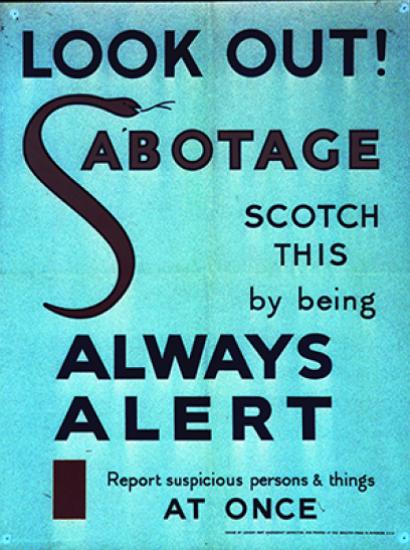 LOOK OUT!
SABOTAGE
SCOTCH
THIS
by being
ALWAYS
ALERT
Report suspicious persons & things
AT ONCE